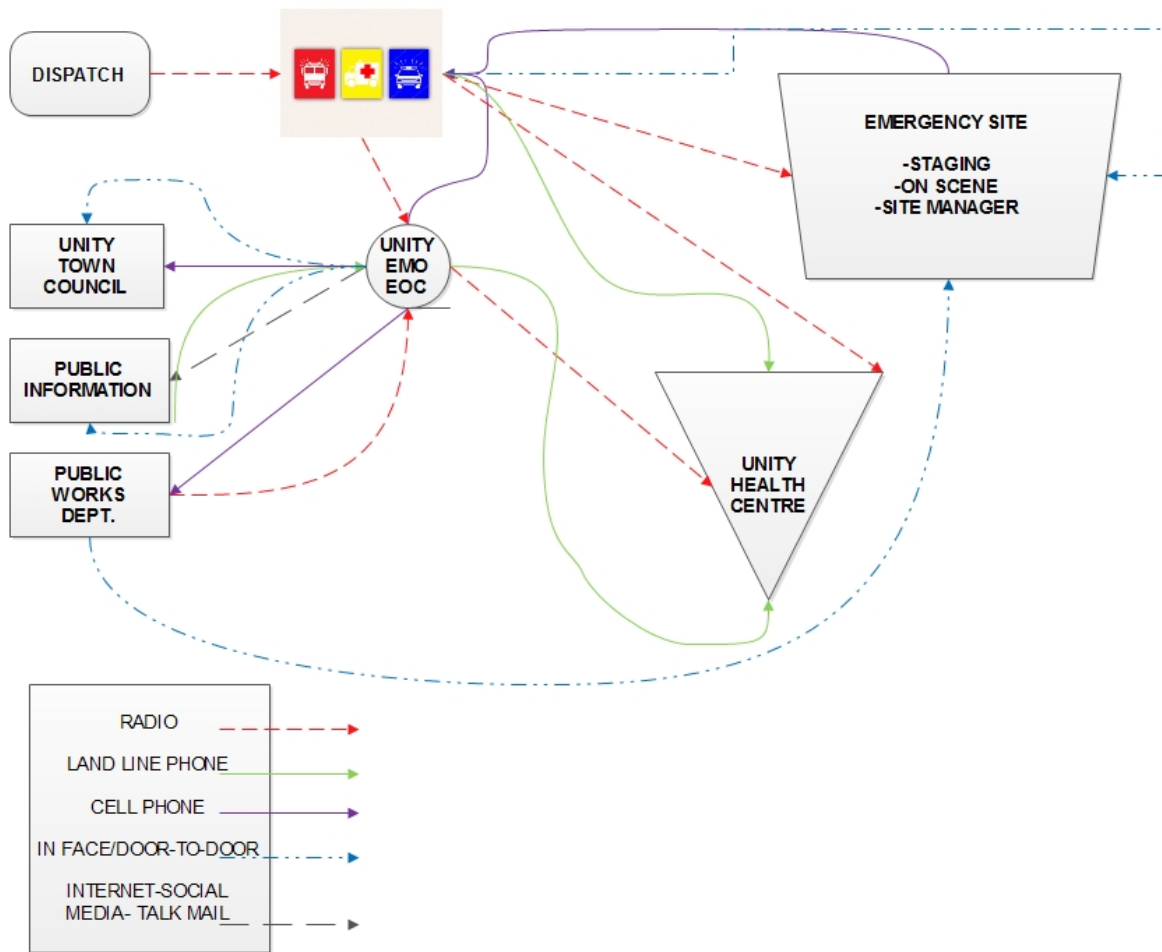 DISPATCH
EMERGENCY SITE
-STAGING
-ON SCENE
-SITE MANAGER
UNITY
TOWN
COUNCIL
UNITY
EMO
EOC
PUBLIC
INFORMATION
PUBLIC
WORKS
DEPT.
UNITY
HEALTH
CENTRE
RADIO
LAND LINE PHONE
CELL PHONE
IN FACE/DOOR-TO-DOOR
INTERNET-SOCIAL
MEDIA- TALK MAIL